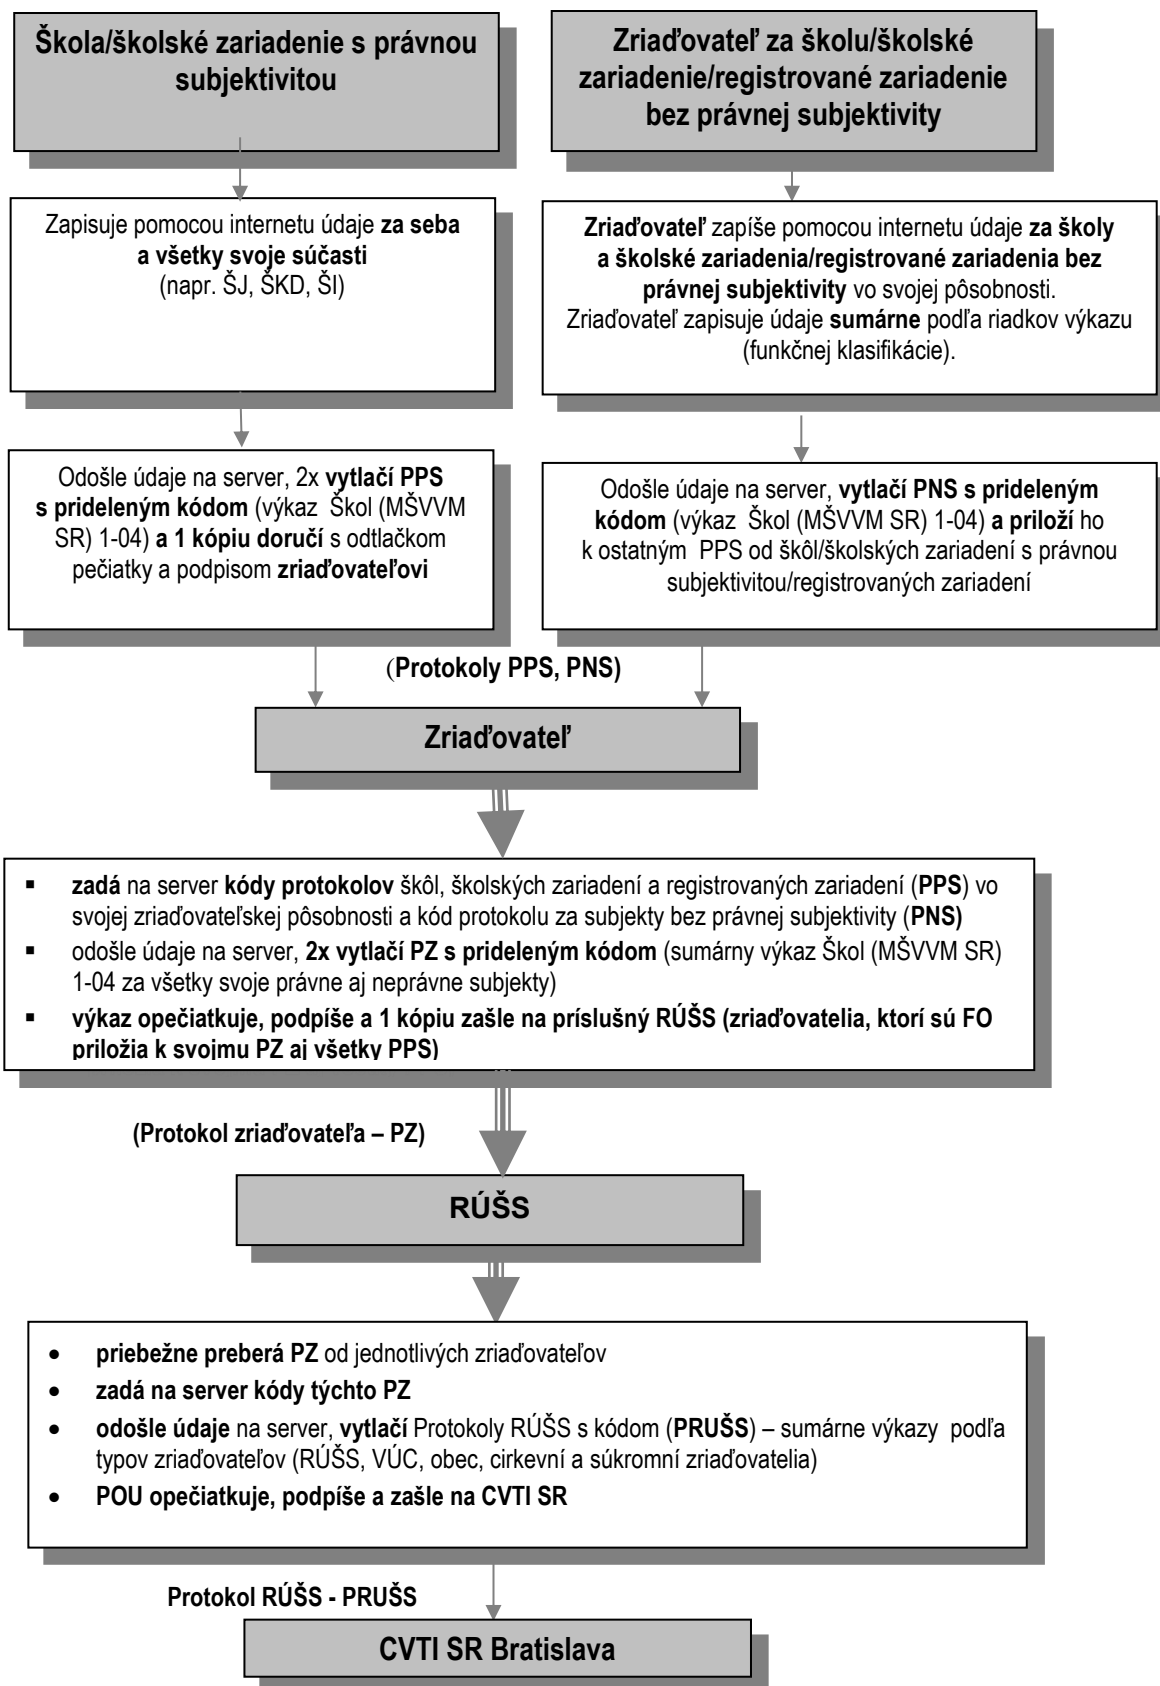 Škola/školské zariadenie s právnou
subjektivitou
Zriaďovateľ za školu/školské
zariadenie/registrované zariadenie
bez právnej subjektivity
Zapisuje pomocou internetu údaje za seba
a všetky svoje súčasti
(napr. ŠJ, ŠKD, ŠI)
Zriaďovateľ zapíše pomocou internetu údaje za školy
a školské zariadenia/registrované zariadenia bez
právnej subjektivity vo svojej pôsobnosti.
Zriaďovateľ zapisuje údaje sumárne podľa riadkov výkazu
(funkčnej klasifikácie).
Odošle údaje na server, 2x vytlačí PPS
s prideleným kódom (výkaz Škol (MŠVVM
SR) 1-04) a 1 kópiu doručí s odtlačkom
pečiatky a podpisom zriaďovateľovi
Odošle údaje na server, vytlačí PNS s prideleným
kódom (výkaz Škol (MŠVVM SR) 1-04) a priloží ho
k ostatným PPS od škôl/školských zariadení s právnou
subjektivitou/registrovaných zariadení
(Protokoly PPS, PNS)
Zriaďovateľ
▪ zadá na server kódy protokolov škôl, školských zariadení a registrovaných zariadení (PPS) vo
svojej zriaďovateľskej pôsobnosti a kód protokolu za subjekty bez právnej subjektivity (PNS)
▪ odošle údaje na server, 2x vytlačí PZ s prideleným kódom (sumárny výkaz Škol (MŠVVM SR)
1-04 za všetky svoje právne aj neprávne subjekty)
▪ výkaz opečiatkuje, podpíše a 1 kópiu zašle na príslušný RÚŠS (zriaďovatelia, ktorí sú FO
priložia k svojmu PZ aj všetky PPS)
(Protokol zriaďovateľa – PZ)
RÚŠS
• priebežne preberá PZ od jednotlivých zriaďovateľov
• zadá na server kódy týchto PZ
• odošle údaje na server, vytlačí Protokoly RÚŠS s kódom (PRUŠS) – sumárne výkazy podľa
typov zriaďovateľov (RÚŠS, VÚC, obec, cirkevní a súkromní zriaďovatelia)
• POU opečiatkuje, podpíše a zašle na CVTI SR
Protokol RÚŠS - PRUŠS
CVTI SR Bratislava